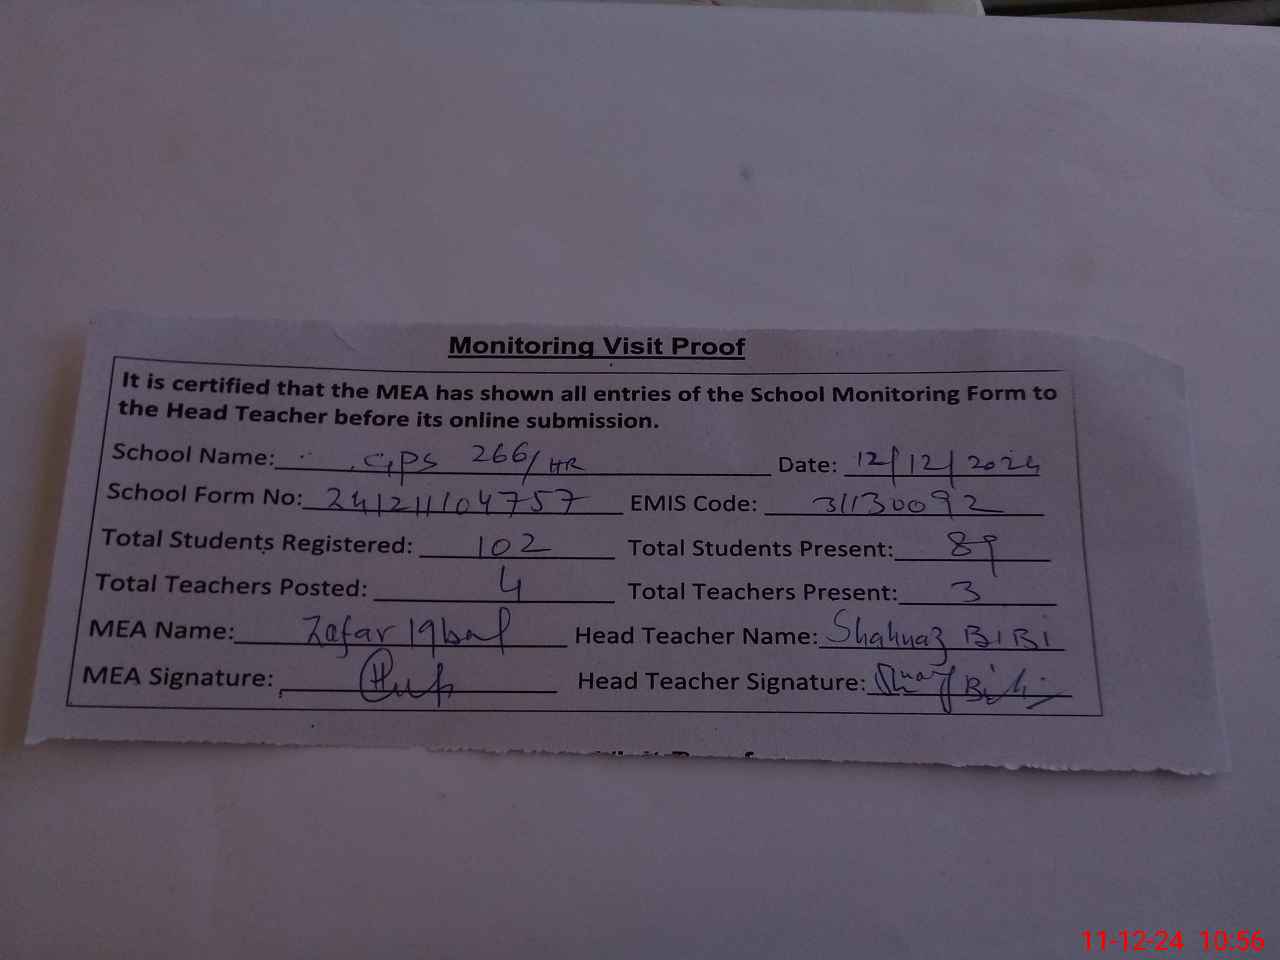 Monitoring Visit Proof
It is certified that the MEA has shown all entries of the School Monitoring Form to
the Head Teacher before its online submission.
School Name: GPS 266/HR Date: 12/12/2024
School Form No: 24121104757 EMIS Code: 31130092
Total Students Registered: 102 Total Students Present: 89
Total Teachers Posted: 4 Total Teachers Present: 3
MEA Name: Zafar Iqbal Head Teacher Name: Shahnaz BIBI
MEA Signature: Head Teacher Signature: Bibi
Visit Proof
11-12-24 10:56